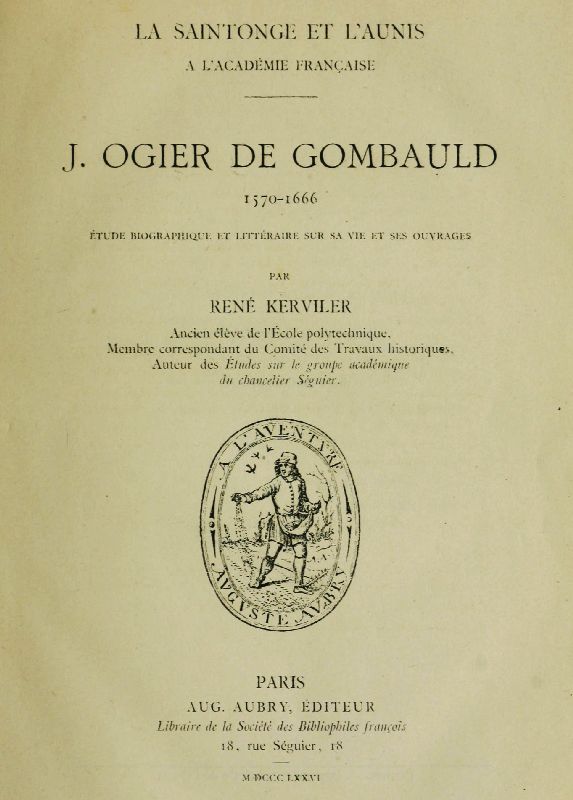 LA SAINTONGE ET L'AUNIS
A L'ACADÉMIE FRANÇAISE
J. OGIER DE GOMBAULD
1570-1666
ÉTUDE BIOGRAPHIQUE ET LITTÉRAIRE SUR SA VIE ET SES OUVRAGES
PAR
RENÉ KERVILER
Ancien élève de l'École polytechnique,
Membre correspondant du Comité des Travaux historiques,
Auteur des Études sur le groupe académique
du chancelier Séguier.
A L'AVENTVRE
AVGVSTE AVBRY
PARIS
AUG. AUBRY, ÉDITEUR
Libraire de la Société des Bibliophiles françois
18, rue Séguier, 18
M DCCC LXXVI